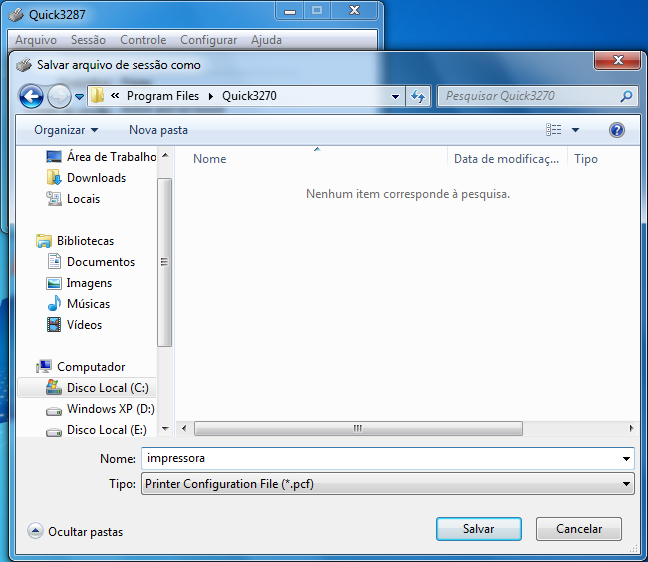 Quick3287
Arquivo Sessão Controle Configurar Ajuda
Salvar arquivo de sessão como
« Program Files Quick3270
Pesquisar Quick3270
Organizar Nova pasta
Nome Data de modificaç... Tipo
Nenhum item corresponde à pesquisa.
Área de Trabalho
Downloads
Locais
Bibliotecas
Documentos
Imagens
Músicas
Vídeos
Computador
Disco Local (C:)
Windows XP (D:)
Disco Local (E:)
Nome: impressora
Tipo: Printer Configuration File (*.pcf)
Ocultar pastas
Salvar Cancelar